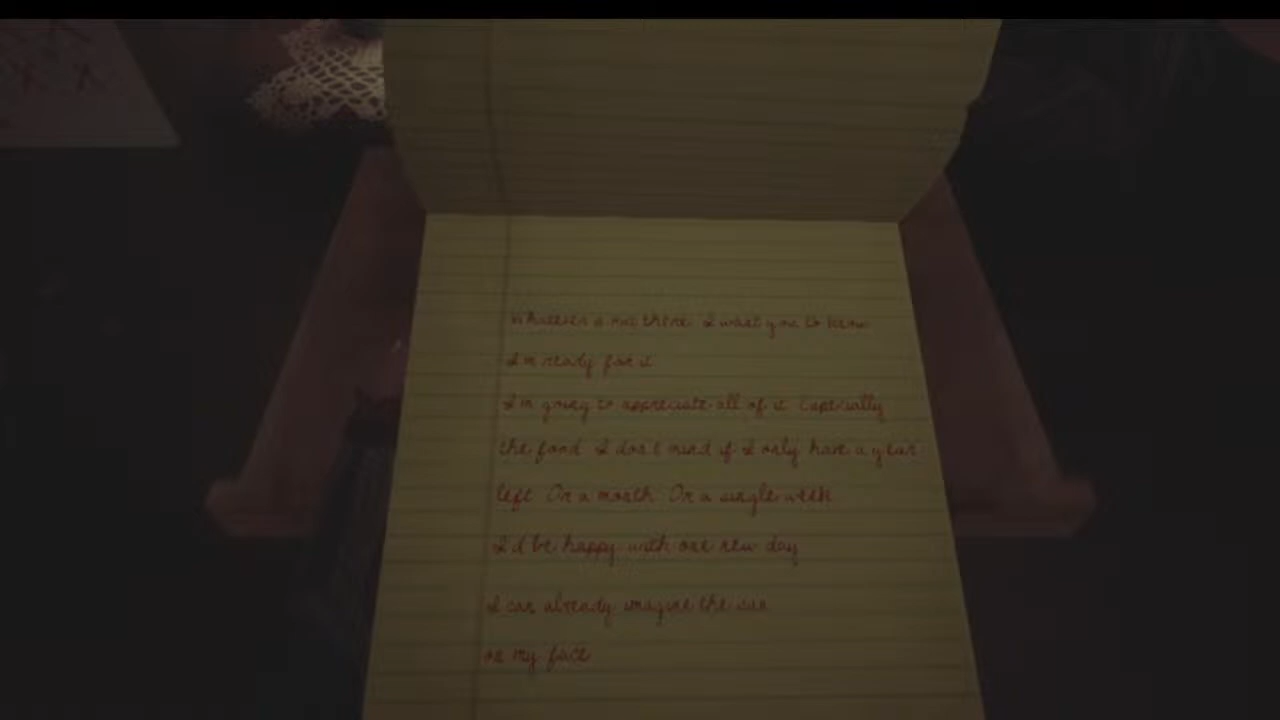 Whatever is out there I want you to know
I'm ready for it
I'm going to appreciate all of it Especially
the food I don't mind if I only have a year
left Or a month Or a single week
I'd be happy with one new day
I can already imagine the sun
on my face